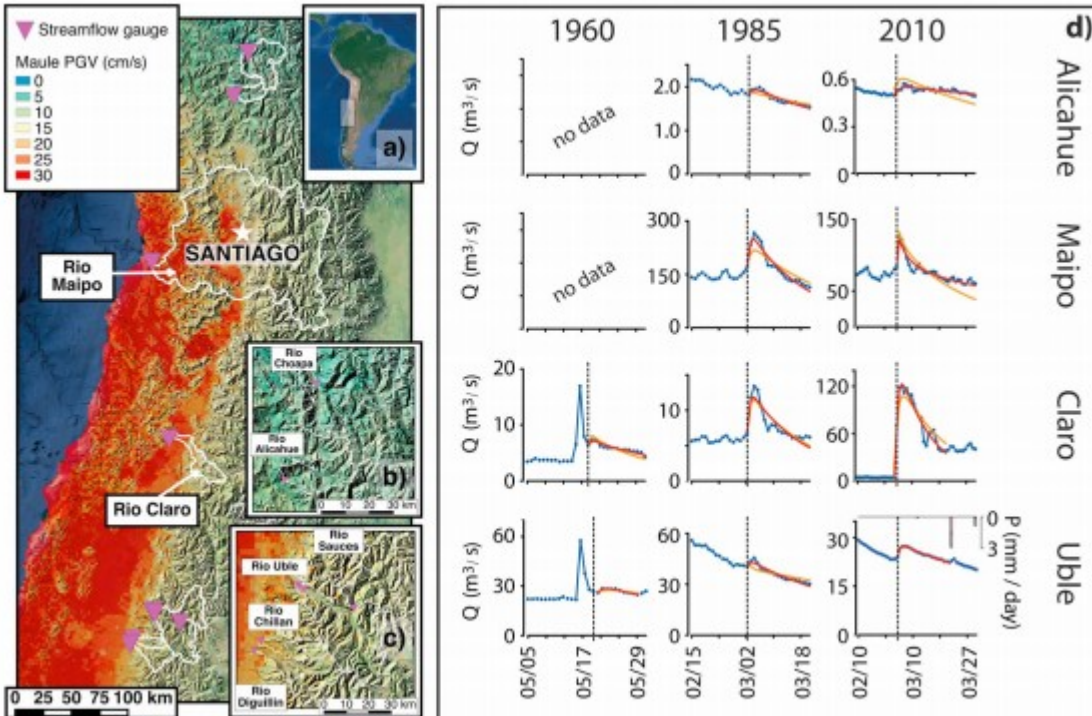 Streamflow gauge
Maule PGV (cm/s)
0
5
10
15
20
25
30
a)
SANTIAGO
Rio
Maipo
Rio Claro
Rio
Choapa
Rio
Alicahue
b)
0 10 20 30 km
Rio
Sauces
Rio Uble
Rio
Chillan
c)
Rio
Diguillin
0 10 20 30 km
0 25 50 75 100 km
1960 1985 2010 d)
Q (m³/ s)
no data
2.0
1.0
0
0.6
0.6
0
Alicahue
Q (m³/ s)
no data
300
150
0
150
50
0
Maipo
Q (m³/ s)
20
10
0
15
0
120
60
0
Claro
Q (m³/ s)
60
30
0
60
30
0
30
15
0
0
3
P (mm / day)
Uble
05/05 05/17 05/29 02/15 03/02 03/18 02/10 03/10 03/27